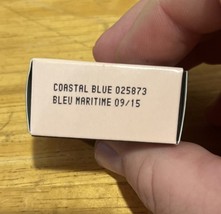 COASTAL BLUE 025873
BLEU MARITIME 09/15